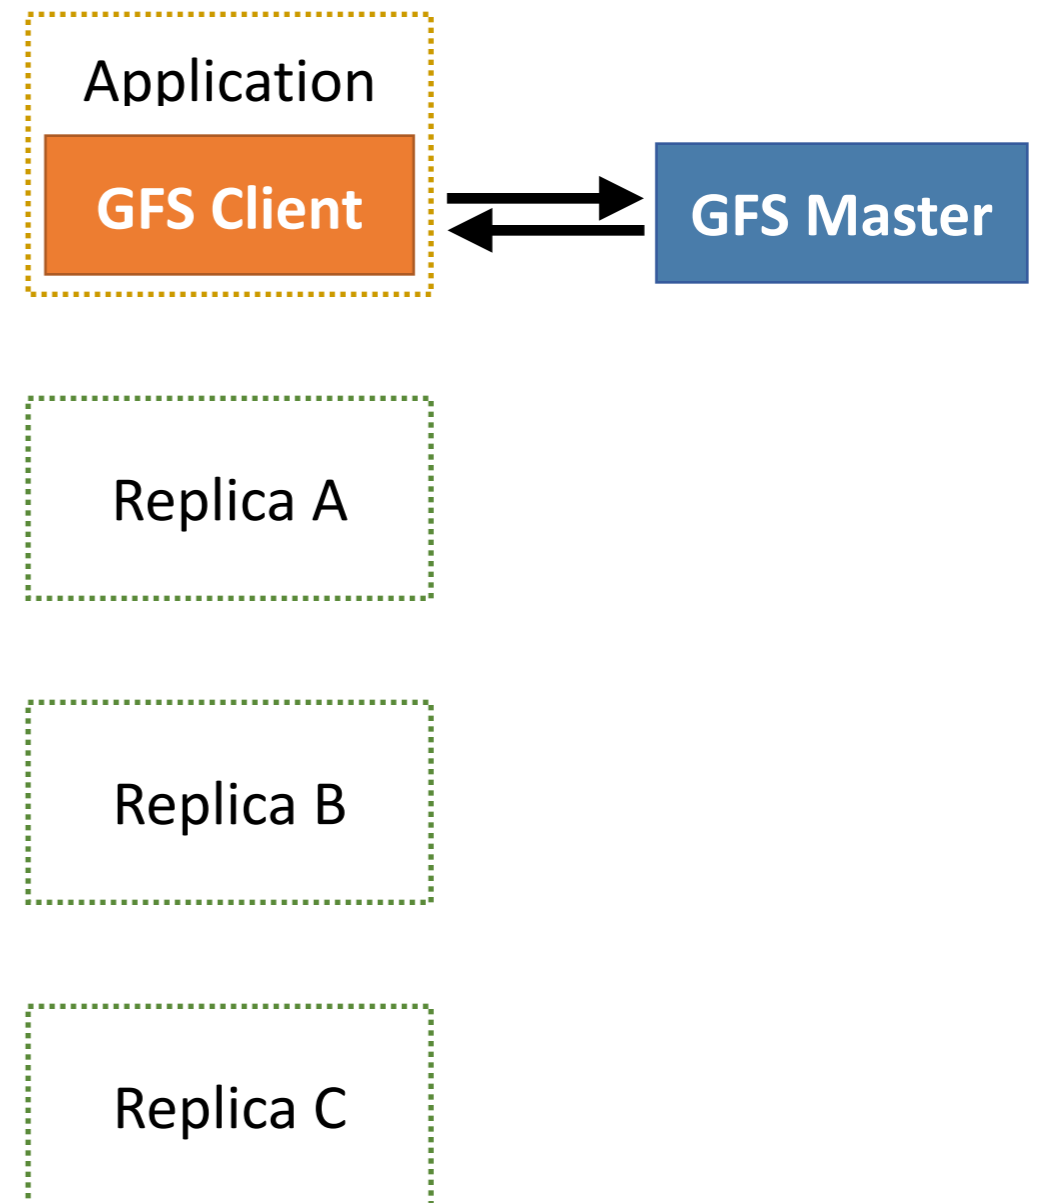 Application
GFS Client
GFS Master
Replica A
Replica B
Replica C